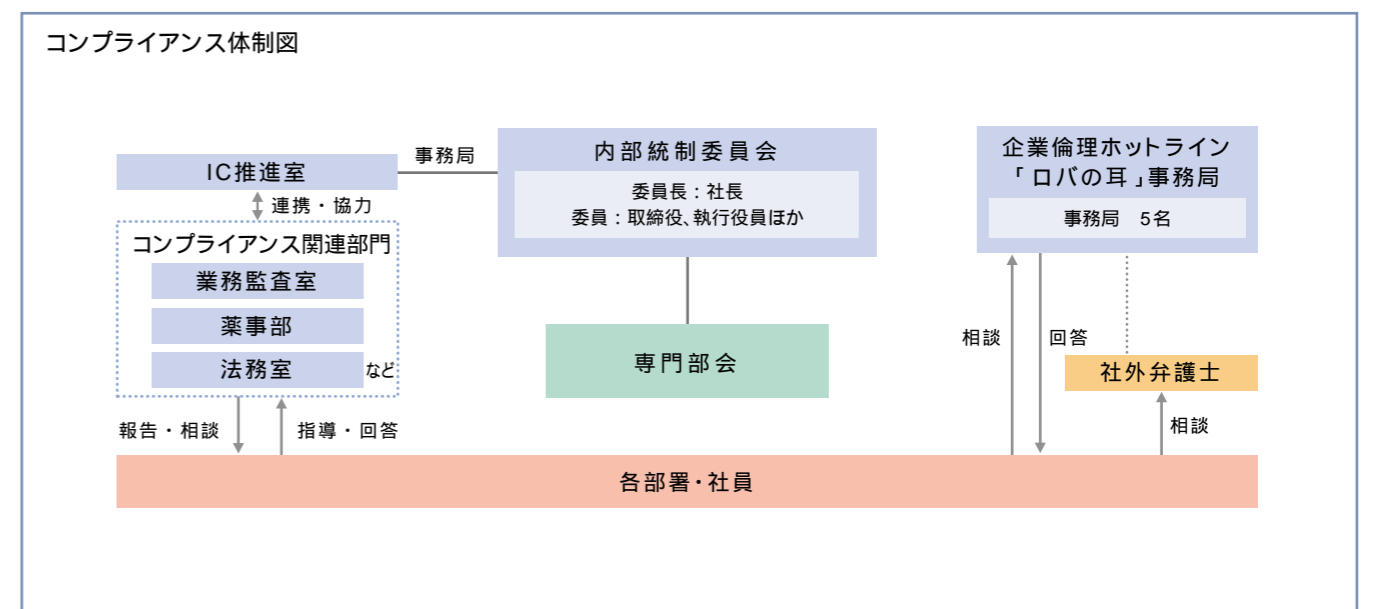 コンプライアンス体制図
IC推進室
事務局
連携・協力
コンプライアンス関連部門
業務監査室
薬事部
法務室
など
報告・相談
指導・回答
内部統制委員会
委員長：社長
委員：取締役、執行役員ほか
専門部会
企業倫理ホットライン
「ロバの耳」事務局
事務局　5名
相談
回答
社外弁護士
相談
各部署・社員